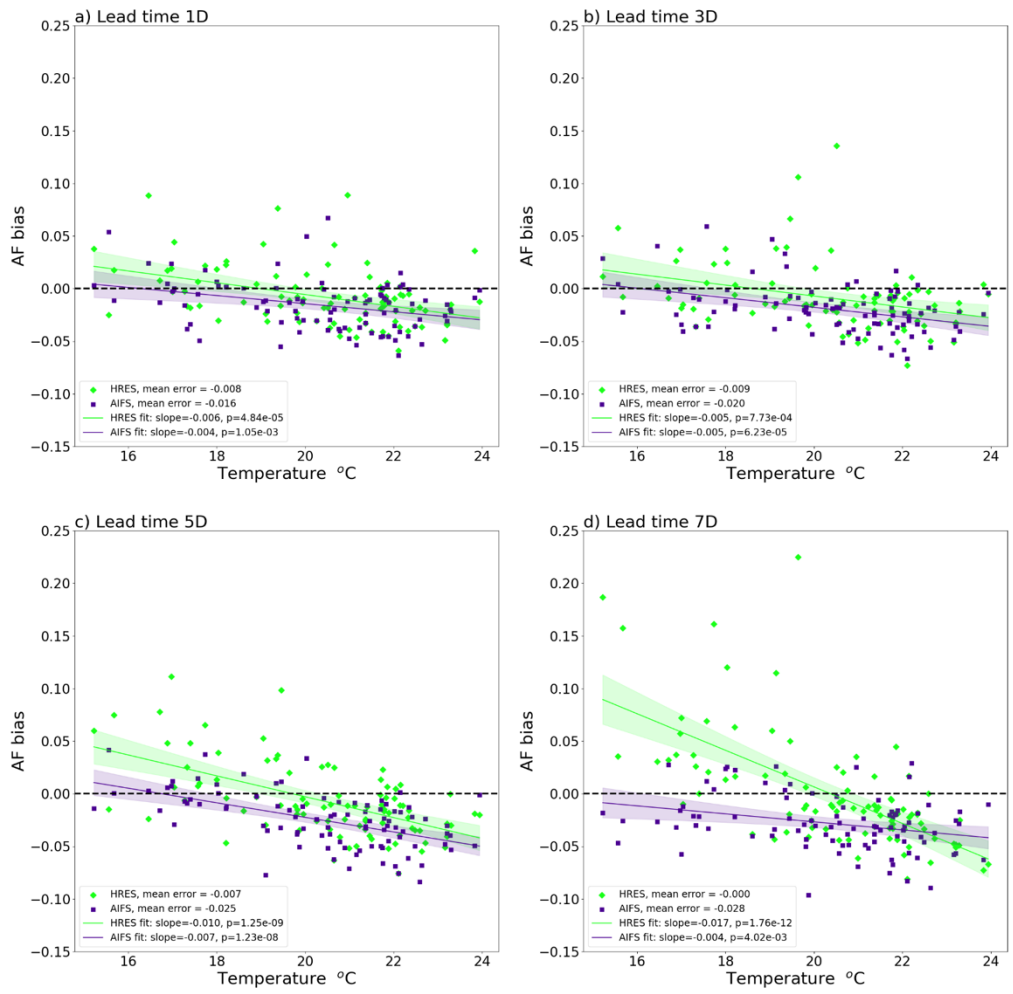 a) Lead time 1D
0.25
0.20
0.15
0.10
0.05
0.00
−0.05
−0.10
−0.15
AF bias
HRES, mean error = -0.008
AIFS, mean error = -0.016
HRES fit: slope=-0.006, p=4.84e-05
AIFS fit: slope=-0.004, p=1.05e-03
16 18 20 22 24
Temperature °C
b) Lead time 3D
0.25
0.20
0.15
0.10
0.05
0.00
−0.05
−0.10
−0.15
AF bias
HRES, mean error = -0.009
AIFS, mean error = -0.020
HRES fit: slope=-0.005, p=7.73e-04
AIFS fit: slope=-0.005, p=6.23e-05
16 18 20 22 24
Temperature °C
c) Lead time 5D
0.25
0.20
0.15
0.10
0.05
0.00
−0.05
−0.10
−0.15
AF bias
HRES, mean error = -0.007
AIFS, mean error = -0.025
HRES fit: slope=-0.010, p=1.25e-09
AIFS fit: slope=-0.007, p=1.23e-08
16 18 20 22 24
Temperature °C
d) Lead time 7D
0.25
0.20
0.15
0.10
0.05
0.00
−0.05
−0.10
−0.15
AF bias
HRES, mean error = -0.000
AIFS, mean error = -0.028
HRES fit: slope=-0.017, p=1.76e-12
AIFS fit: slope=-0.004, p=4.02e-03
16 18 20 22 24
Temperature °C